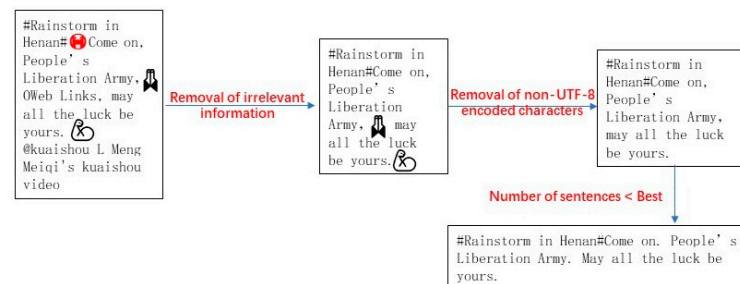 #Rainstorm in
Henan#Come on,
People's
Liberation Army,
OWeb Links, may
all the luck be
yours.
@kuaishou L Meng
Meiqi's kuaishou
video
Removal of irrelevant
information
#Rainstorm in
Henan#Come on,
People's
Liberation
Army, may
all the luck
be yours.
Removal of non-UTF-8
encoded characters
#Rainstorm in
Henan#Come on,
People's
Liberation Army,
may all the luck
be yours.
Number of sentences < Best
#Rainstorm in Henan#Come on. People's
Liberation Army. May all the luck be
yours.